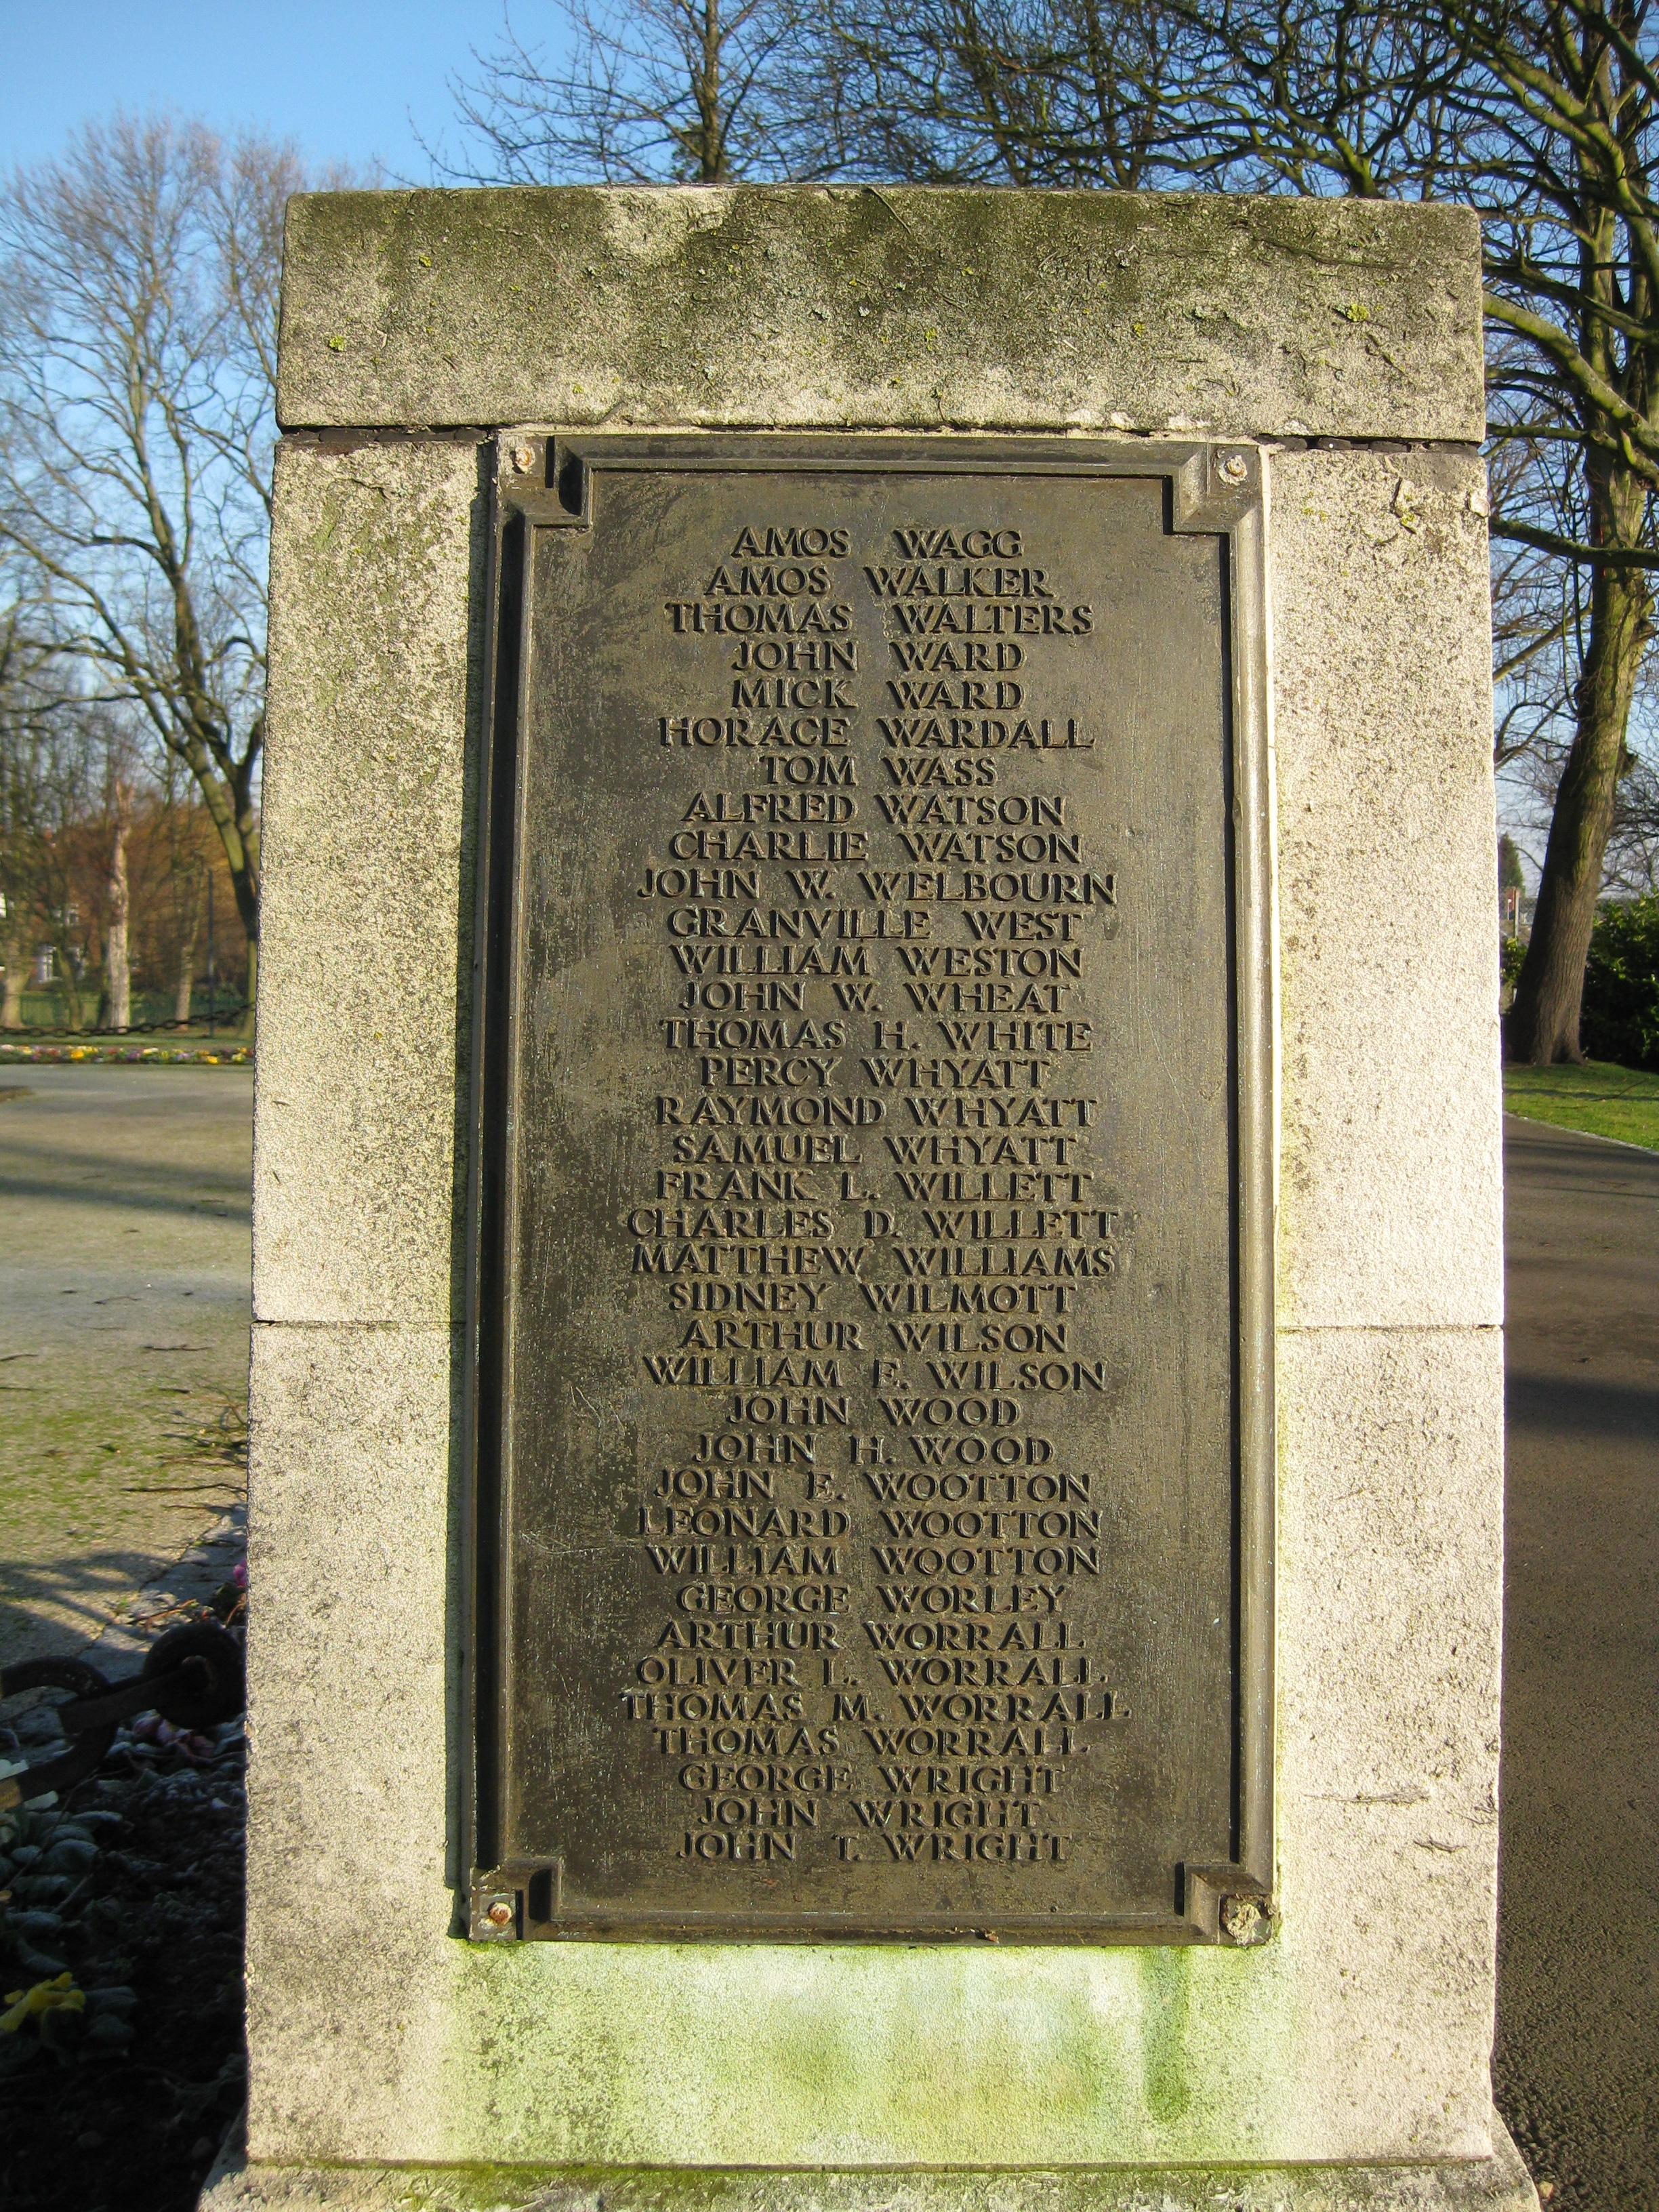 AMOS WAGG
AMOS WALKER
THOMAS WALTERS
JOHN WARD
MICK WARD
HORACE WARDALL
TOM WASS
ALFRED WATSON
CHARLIE WATSON
JOHN W. WELBOURN
GRANVILLE WEST
WILLIAM WESTON
JOHN W. WHEAT
THOMAS H. WHITE
PERCY WHYATT
RAYMOND WHYATT
SAMUEL WHYATT
FRANK L. WILLETT
CHARLES D. WILLETT
MATTHEW WILLIAMS
SIDNEY WILMOTT
ARTHUR WILSON
WILLIAM E. WILSON
JOHN WOOD
JOHN H. WOOD
JOHN E. WOOTTON
LEONARD WOOTTON
WILLIAM WOOTTON
GEORGE WORLEY
ARTHUR WORRALL
OLIVER L. WORRALL
THOMAS M. WORRALL
THOMAS WORRALL
GEORGE WRIGHT
JOHN WRIGHT
JOHN T. WRIGHT